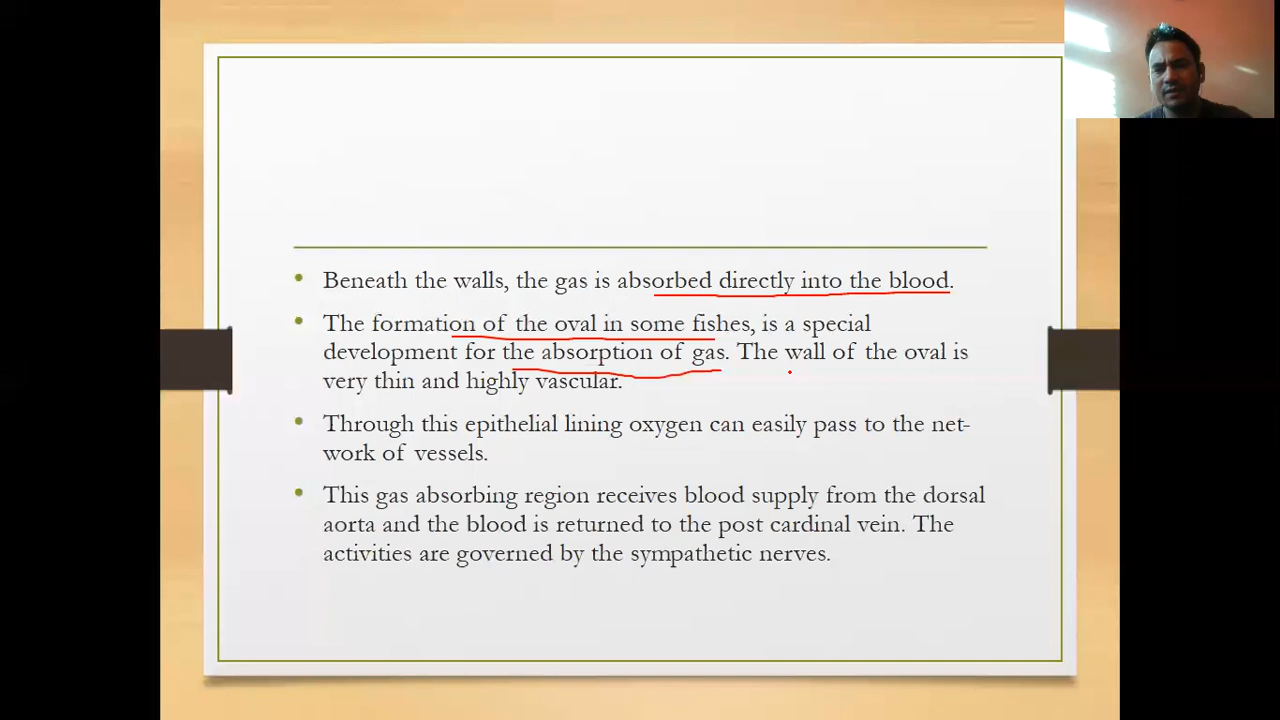 Beneath the walls, the gas is absorbed directly into the blood.
The formation of the oval in some fishes, is a special
development for the absorption of gas. The wall of the oval is
very thin and highly vascular.
Through this epithelial lining oxygen can easily pass to the net-
work of vessels.
This gas absorbing region receives blood supply from the dorsal
aorta and the blood is returned to the post cardinal vein. The
activities are governed by the sympathetic nerves.